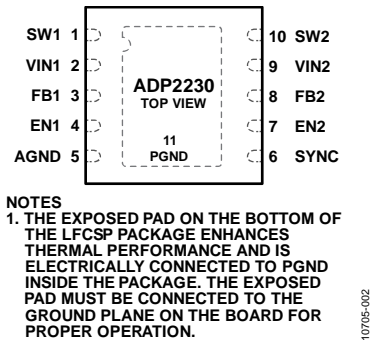 SW1 1
VIN1 2
FB1 3
EN1 4
AGND 5
ADP2230
TOP VIEW
11
PGND
10 SW2
9 VIN2
8 FB2
7 EN2
6 SYNC
NOTES
1. THE EXPOSED PAD ON THE BOTTOM OF
THE LFCSP PACKAGE ENHANCES
THERMAL PERFORMANCE AND IS
ELECTRICALLY CONNECTED TO PGND
INSIDE THE PACKAGE. THE EXPOSED
PAD MUST BE CONNECTED TO THE
GROUND PLANE ON THE BOARD FOR
PROPER OPERATION.
10705-002